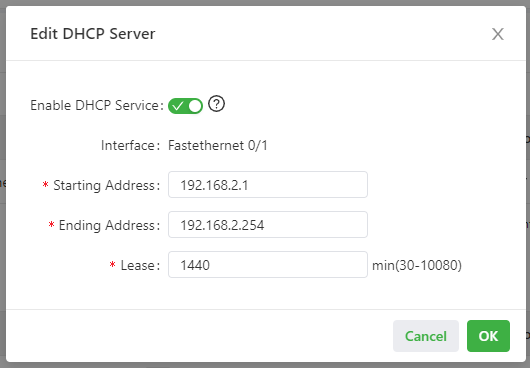 Edit DHCP Server
Enable DHCP Service:
Interface: Fastethernet 0/1
* Starting Address: 192.168.2.1
* Ending Address: 192.168.2.254
* Lease: 1440 min(30-10080)
Cancel OK